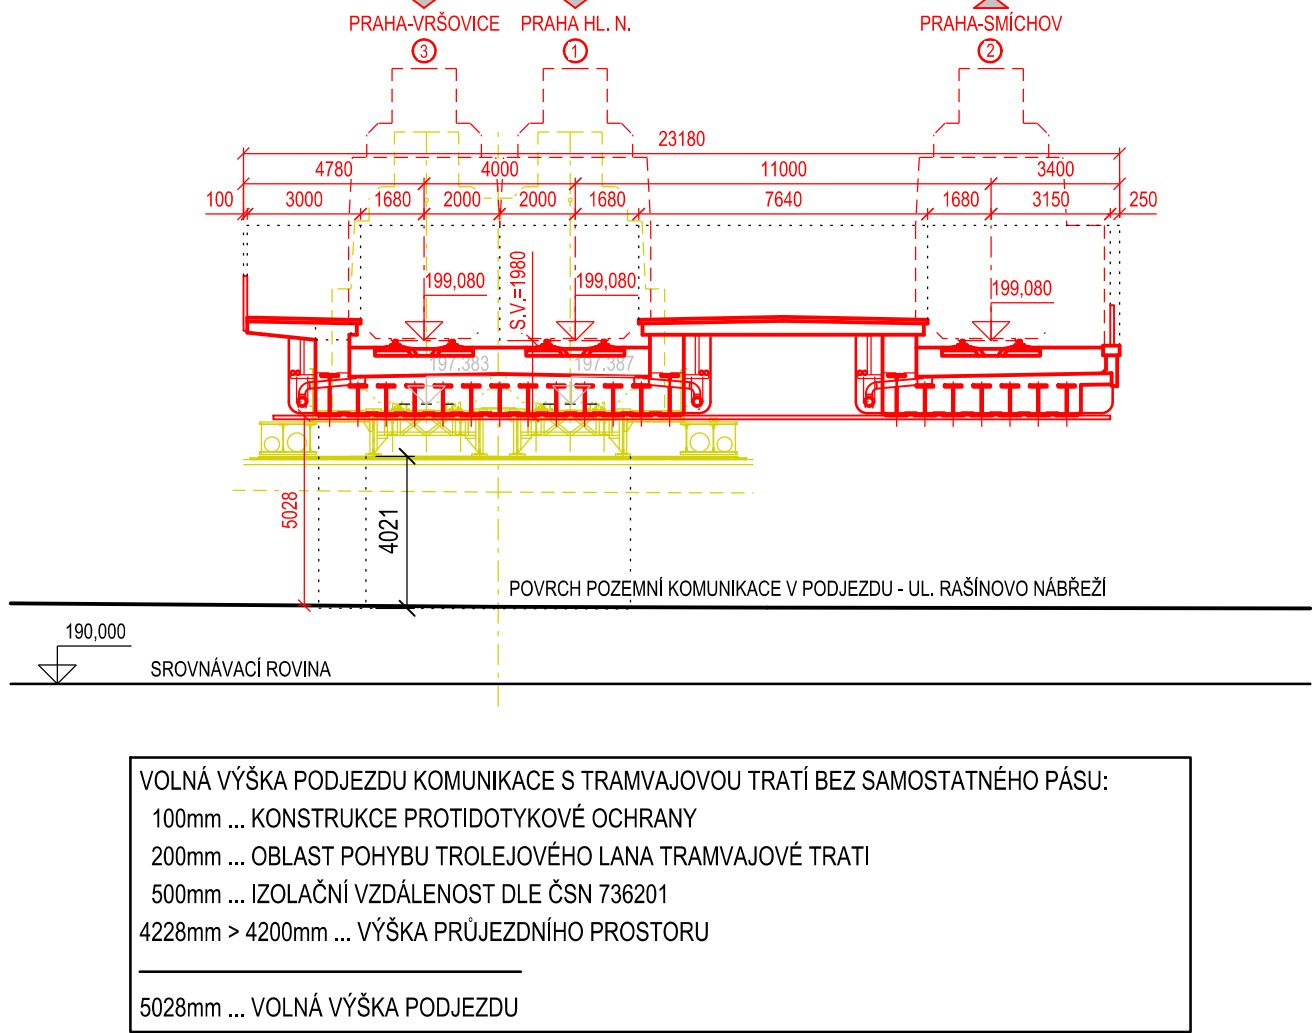 PRAHA-VRŠOVICE PRAHA HL. N. PRAHA-SMÍCHOV
3 1 2
23180
4780 4000 11000 3400
100 3000 1680 2000 2000 1680 7640 1680 3150 250
199,080 S.V.=1980 199,080 199,080
197,383 197,387
5028 4021
POVRCH POZEMNÍ KOMUNIKACE V PODJEZDU - UL. RAŠÍNOVO NÁBŘEŽÍ
190,000
SROVNÁVACÍ ROVINA
VOLNÁ VÝŠKA PODJEZDU KOMUNIKACE S TRAMVAJOVOU TRATÍ BEZ SAMOSTATNÉHO PÁSU:
100mm ... KONSTRUKCE PROTIDOTYKOVÉ OCHRANY
200mm ... OBLAST POHYBU TROLEJOVÉHO LANA TRAMVAJOVÉ TRATI
500mm ... IZOLAČNÍ VZDÁLENOST DLE ČSN 736201
4228mm > 4200mm ... VÝŠKA PRŮJEZDNÍHO PROSTORU
5028mm ... VOLNÁ VÝŠKA PODJEZDU